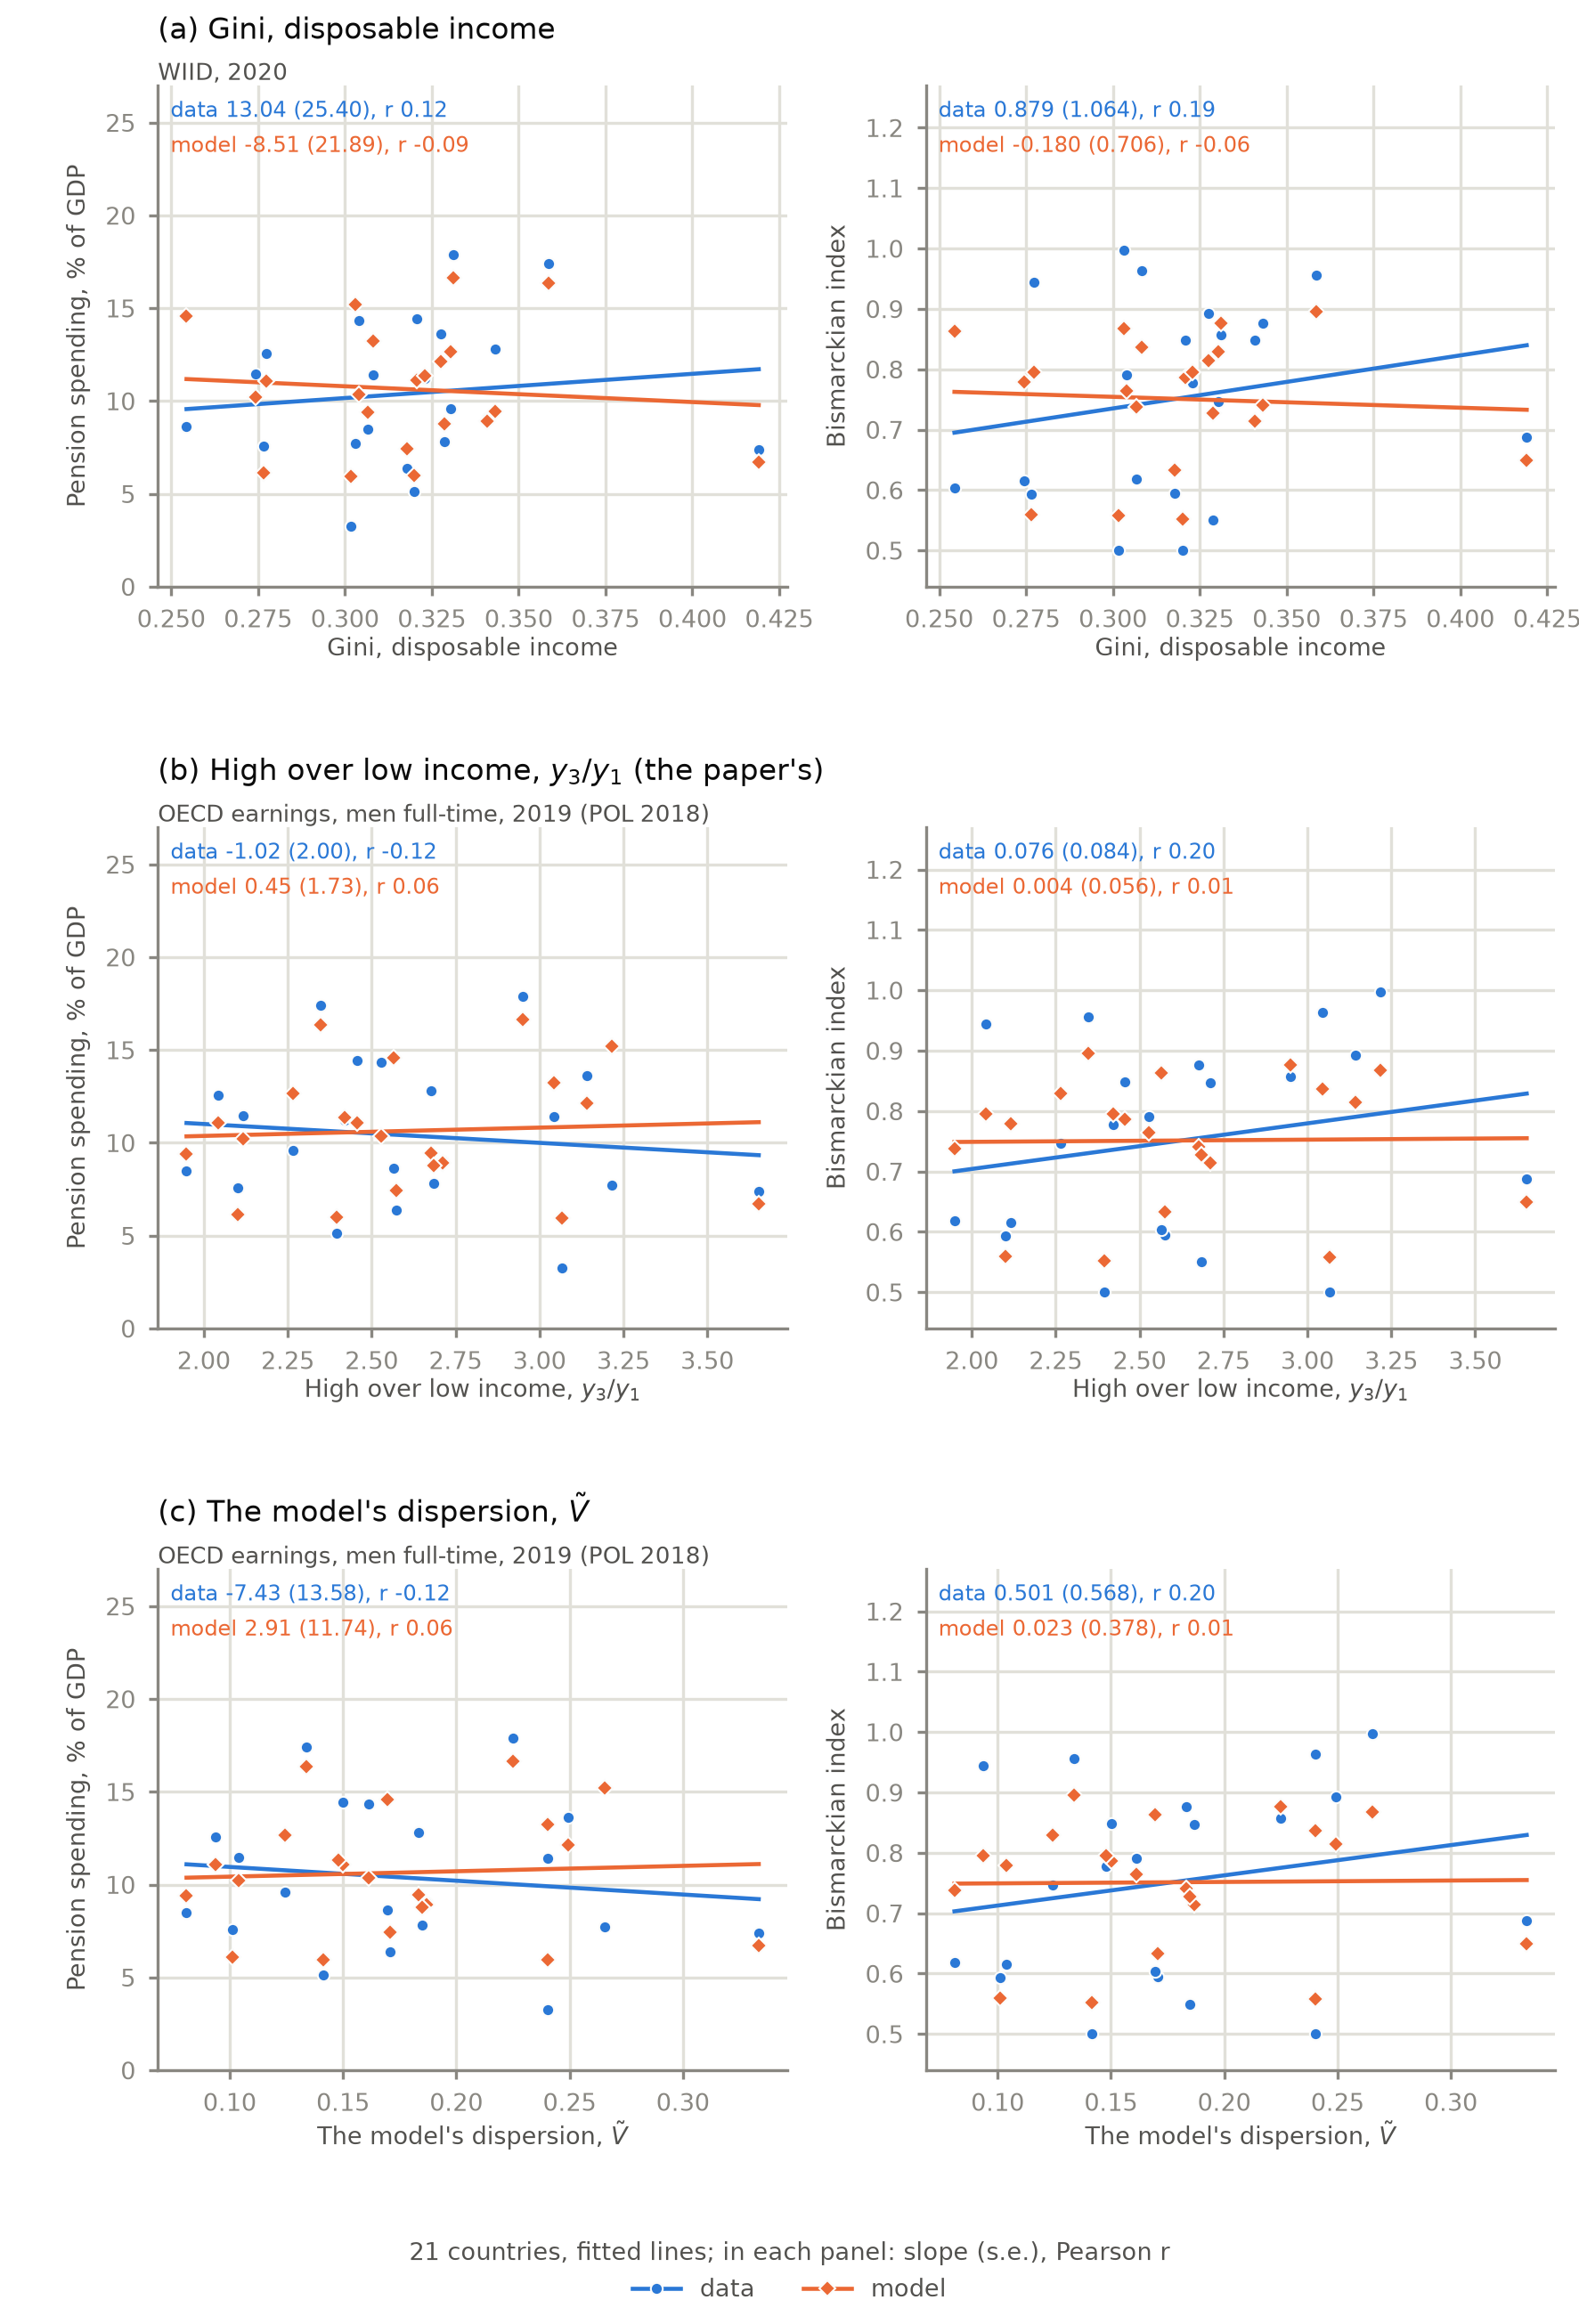 (a) Gini, disposable income
WIID, 2020
data 13.04 (25.40), r 0.12
model -8.51 (21.89), r -0.09
Pension spending, % of GDP
25
20
15
10
5
0
0.250 0.275 0.300 0.325 0.350 0.375 0.400 0.425
Gini, disposable income
data 0.879 (1.064), r 0.19
model -0.180 (0.706), r -0.06
Bismarckian index
1.2
1.1
1.0
0.9
0.8
0.7
0.6
0.5
0.250 0.275 0.300 0.325 0.350 0.375 0.400 0.425
Gini, disposable income
(b) High over low income, y₃/y₁ (the paper's)
OECD earnings, men full-time, 2019 (POL 2018)
data -1.02 (2.00), r -0.12
model 0.45 (1.73), r 0.06
Pension spending, % of GDP
25
20
15
10
5
0
2.00 2.25 2.50 2.75 3.00 3.25 3.50
High over low income, y₃/y₁
data 0.076 (0.084), r 0.20
model 0.004 (0.056), r 0.01
Bismarckian index
1.2
1.1
1.0
0.9
0.8
0.7
0.6
0.5
2.00 2.25 2.50 2.75 3.00 3.25 3.50
High over low income, y₃/y₁
(c) The model's dispersion, Ṽ
OECD earnings, men full-time, 2019 (POL 2018)
data -7.43 (13.58), r -0.12
model 2.91 (11.74), r 0.06
Pension spending, % of GDP
25
20
15
10
5
0
0.10 0.15 0.20 0.25 0.30
The model's dispersion, Ṽ
data 0.501 (0.568), r 0.20
model 0.023 (0.378), r 0.01
Bismarckian index
1.2
1.1
1.0
0.9
0.8
0.7
0.6
0.5
0.10 0.15 0.20 0.25 0.30
The model's dispersion, Ṽ
21 countries, fitted lines; in each panel: slope (s.e.), Pearson r
data model